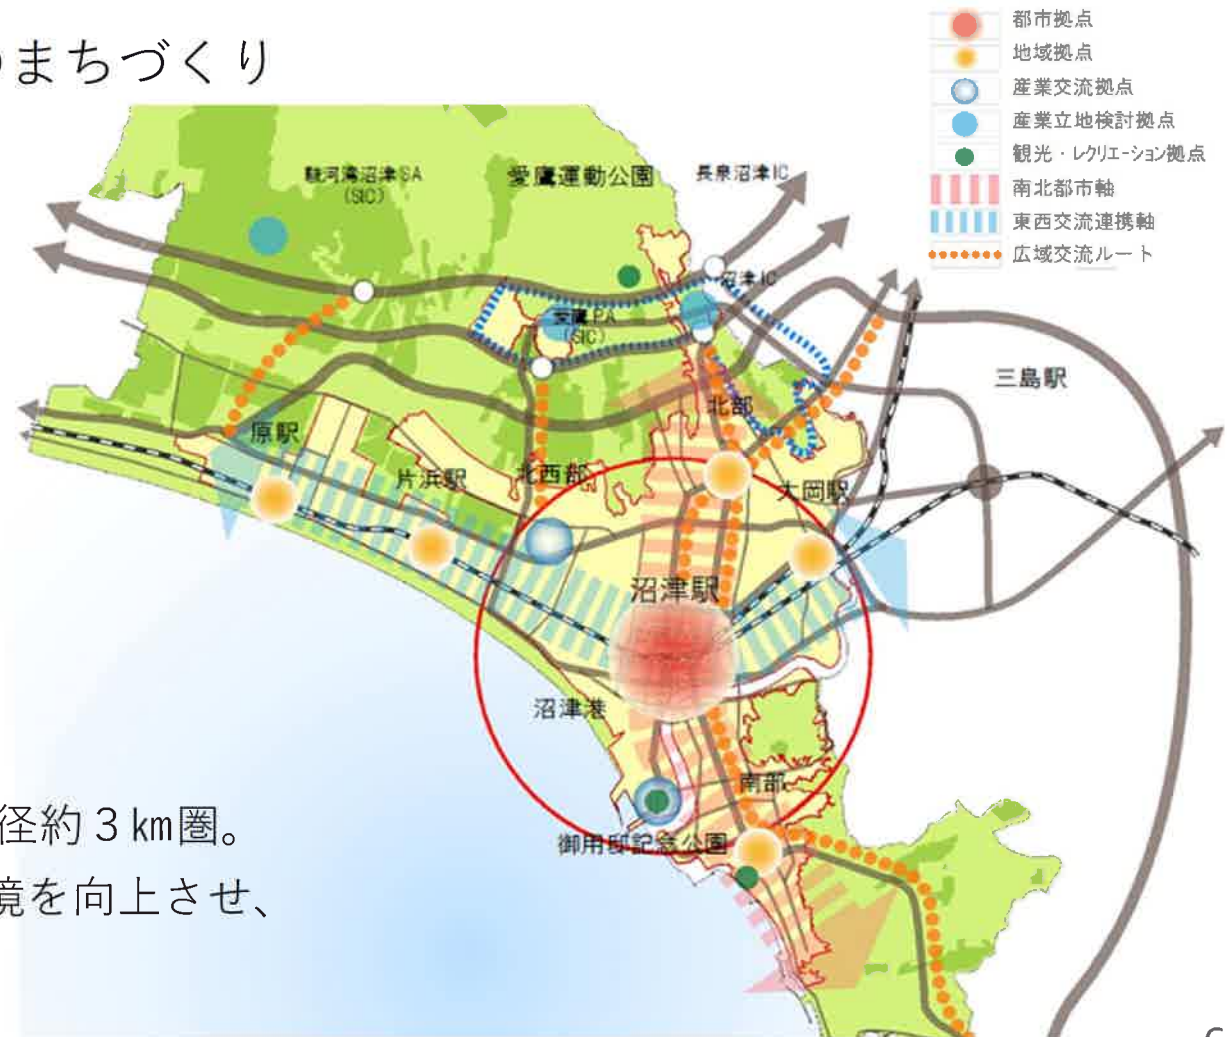 のまちづくり
都市拠点
地域拠点
産業交流拠点
産業立地検討拠点
観光・レクリエーション拠点
南北都市軸
東西交流連携軸
広域交流ルート
駿河湾沼津SA
(SIC)
愛鷹運動公園
長泉沼津IC
沼津IC
愛鷹PA
(SIC)
三島駅
北部
原駅
片浜駅
北西部
大岡駅
沼津駅
沼津港
南部
御用邸記念公園
径約３km圏。
境を向上させ、